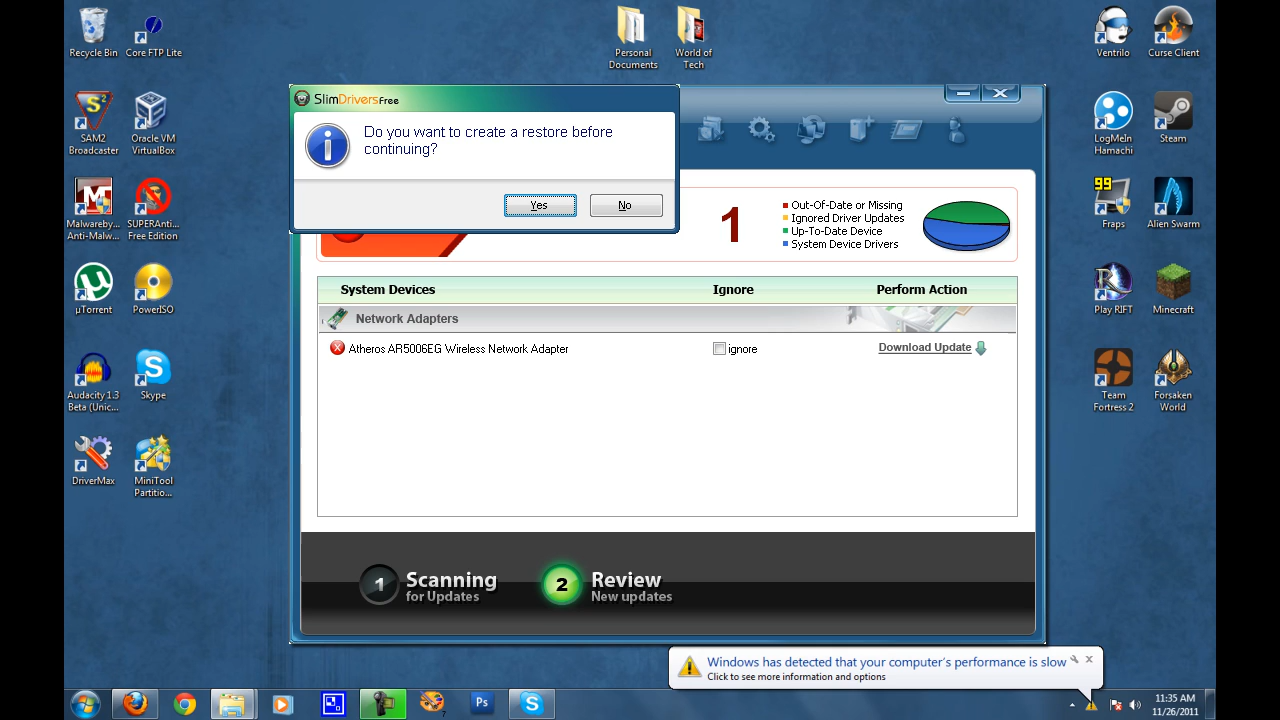 Recycle Bin
Core FTP Lite
Personal
Documents
World of
Tech
Ventrilo
Curse Client
SAM2
Broadcaster
Oracle VM
VirtualBox
LogMeIn
Hamachi
Steam
Malwareby...
Anti-Malw...
SUPERAnti...
Free Edition
99
Fraps
Alien Swarm
µTorrent
PowerISO
Play RIFT
Minecraft
Audacity 1.3
Beta (Unic...
Skype
Team
Fortress 2
Forsaken
World
DriverMax
MiniTool
Partitio...
SlimDrivers Free
Do you want to create a restore before
continuing?
Yes
No
1
Out-Of-Date or Missing
Ignored Driver Updates
Up-To-Date Device
System Device Drivers
System Devices
Ignore
Perform Action
Network Adapters
Atheros AR5006EG Wireless Network Adapter
ignore
Download Update
1
Scanning
for Updates
2
Review
New updates
Windows has detected that your computer's performance is slow
Click to see more information and options
Ps
11:35 AM
11/26/2011